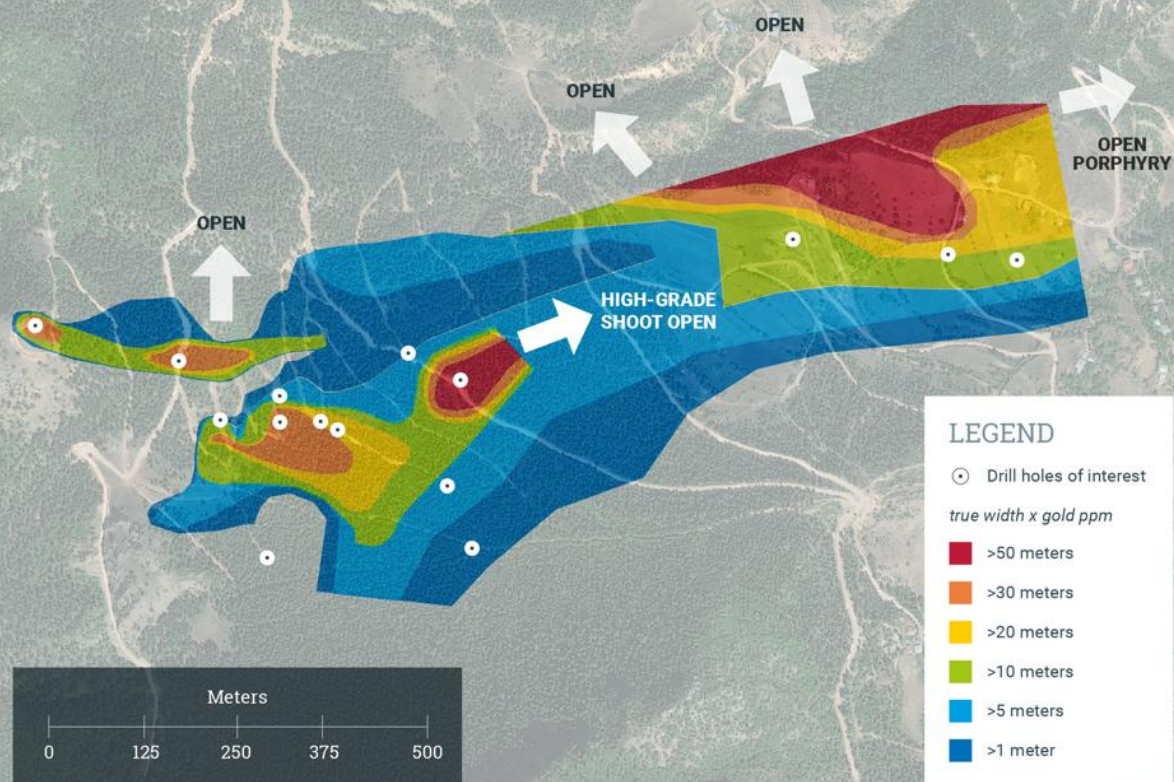 OPEN
OPEN
OPEN
PORPHYRY
OPEN
HIGH-GRADE
SHOOT OPEN
LEGEND
Drill holes of interest
true width x gold ppm
>50 meters
>30 meters
>20 meters
>10 meters
>5 meters
>1 meter
Meters
0 125 250 375 500